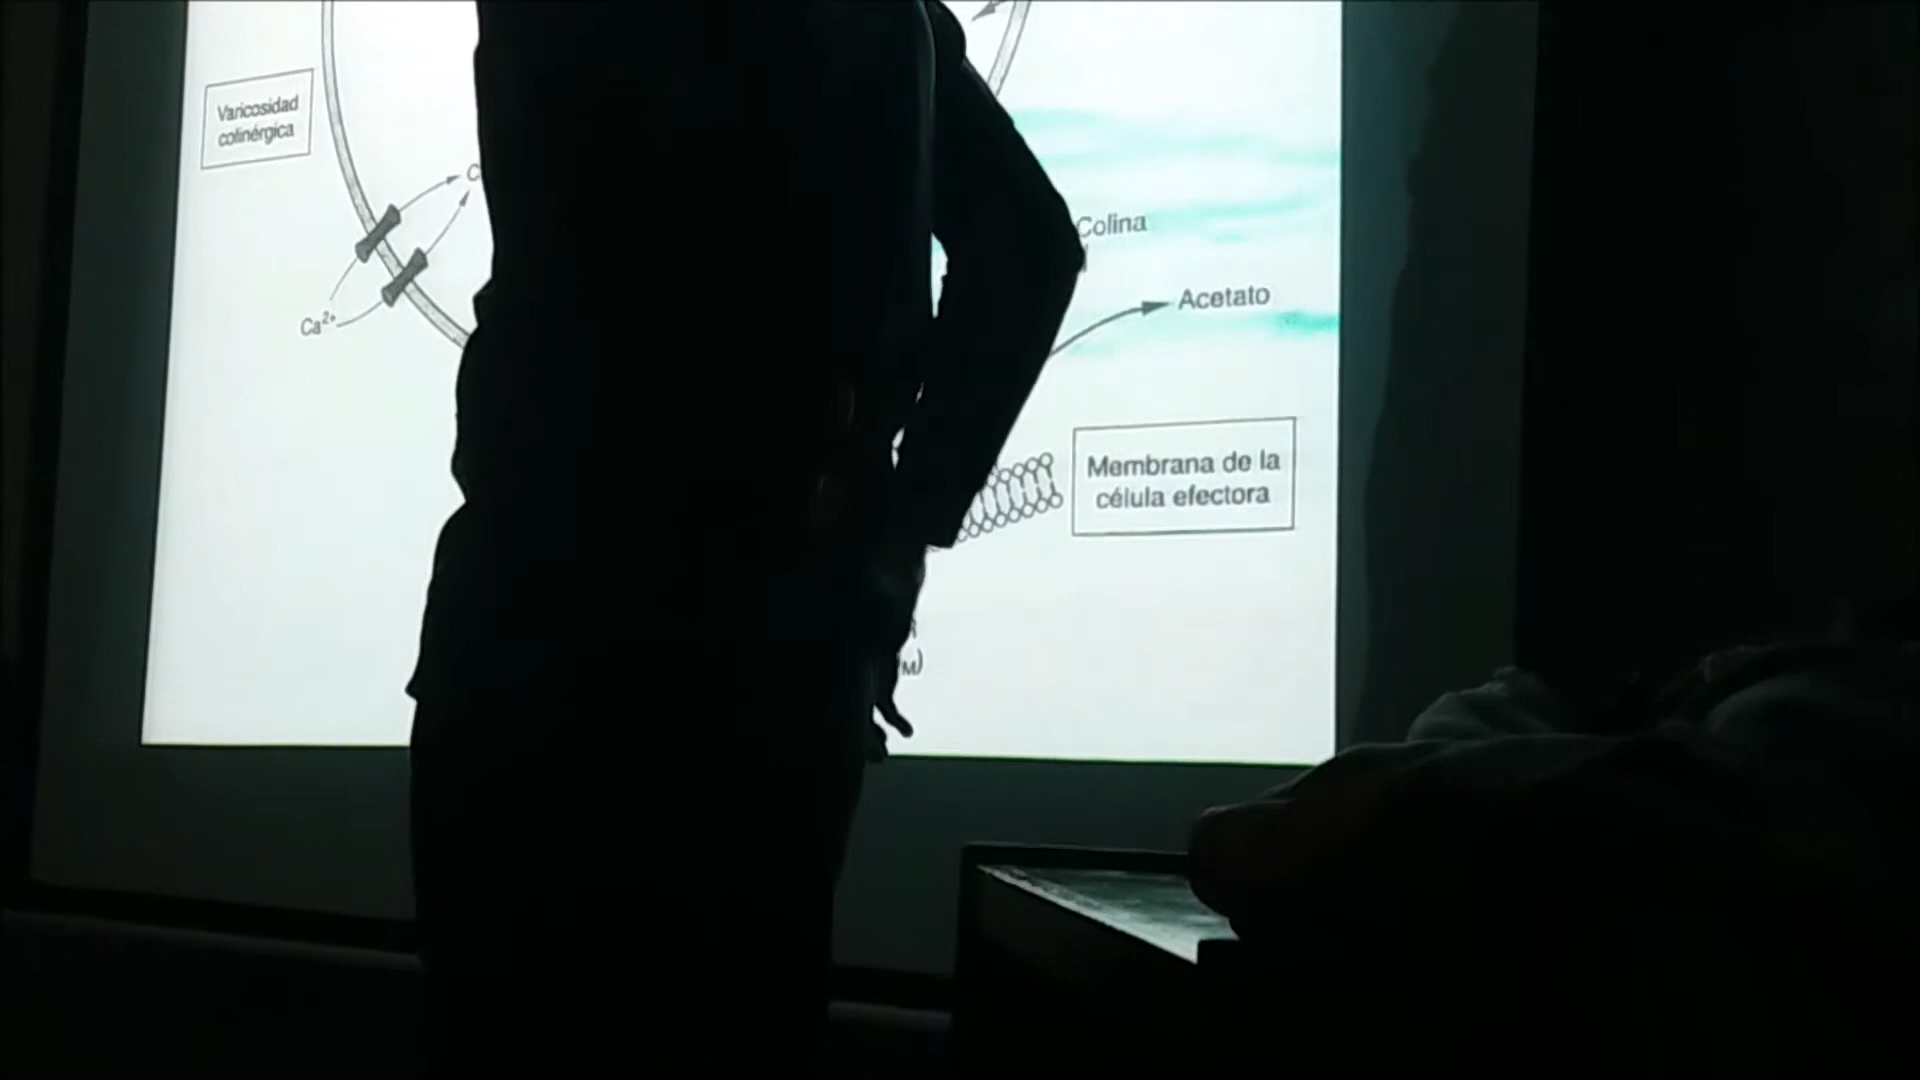 Varicosidad
colinérgica
C
Colina
Acetato
Ca²⁺
Membrana de la
célula efectora
M)